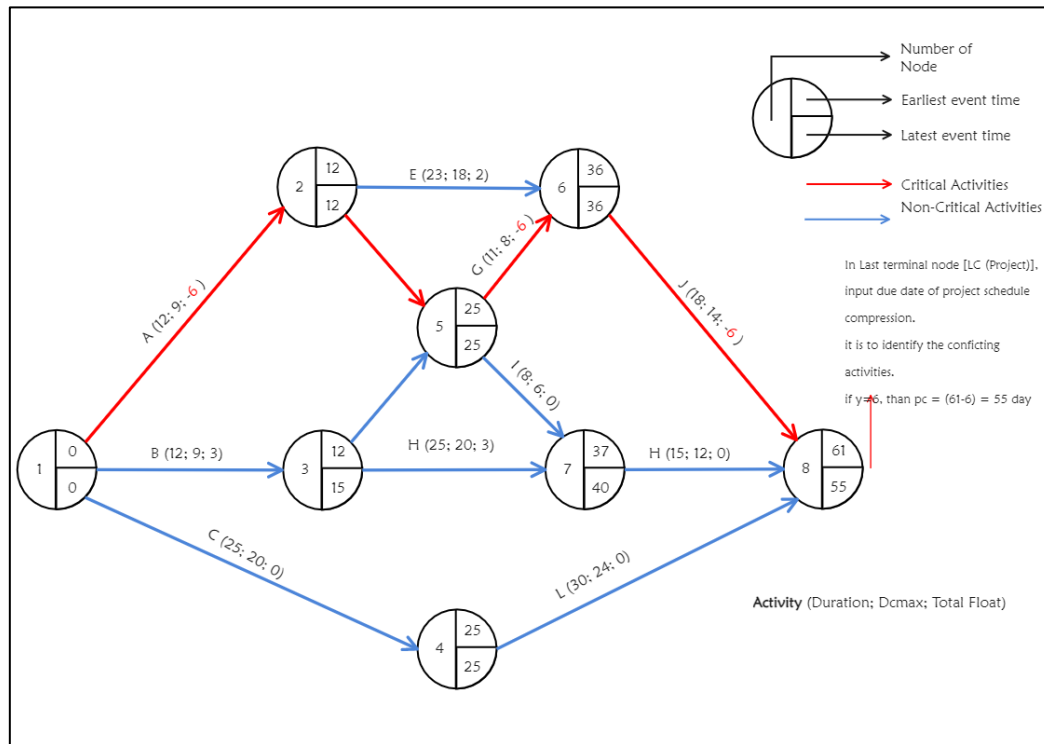 Number of
Node
Earliest event time
Latest event time
Critical Activities
Non-Critical Activities
In Last terminal node [LC (Project)],
input due date of project schedule
compression.
it is to identify the conficting
activities.
if y=6, than pc = (61-6) = 55 day
2
12
12
E (23; 18; 2)
6
36
36
A (12; 9; -6 )
G (11; 8; -6 )
J (18; 14; -6 )
5
25
25
I (8; 6; 0)
1
0
0
B (12; 9; 3)
3
12
15
H (25; 20; 3)
7
37
40
H (15; 12; 0)
8
61
55
C (25; 20; 0)
L (30; 24; 0)
4
25
25
Activity (Duration; Dcmax; Total Float)